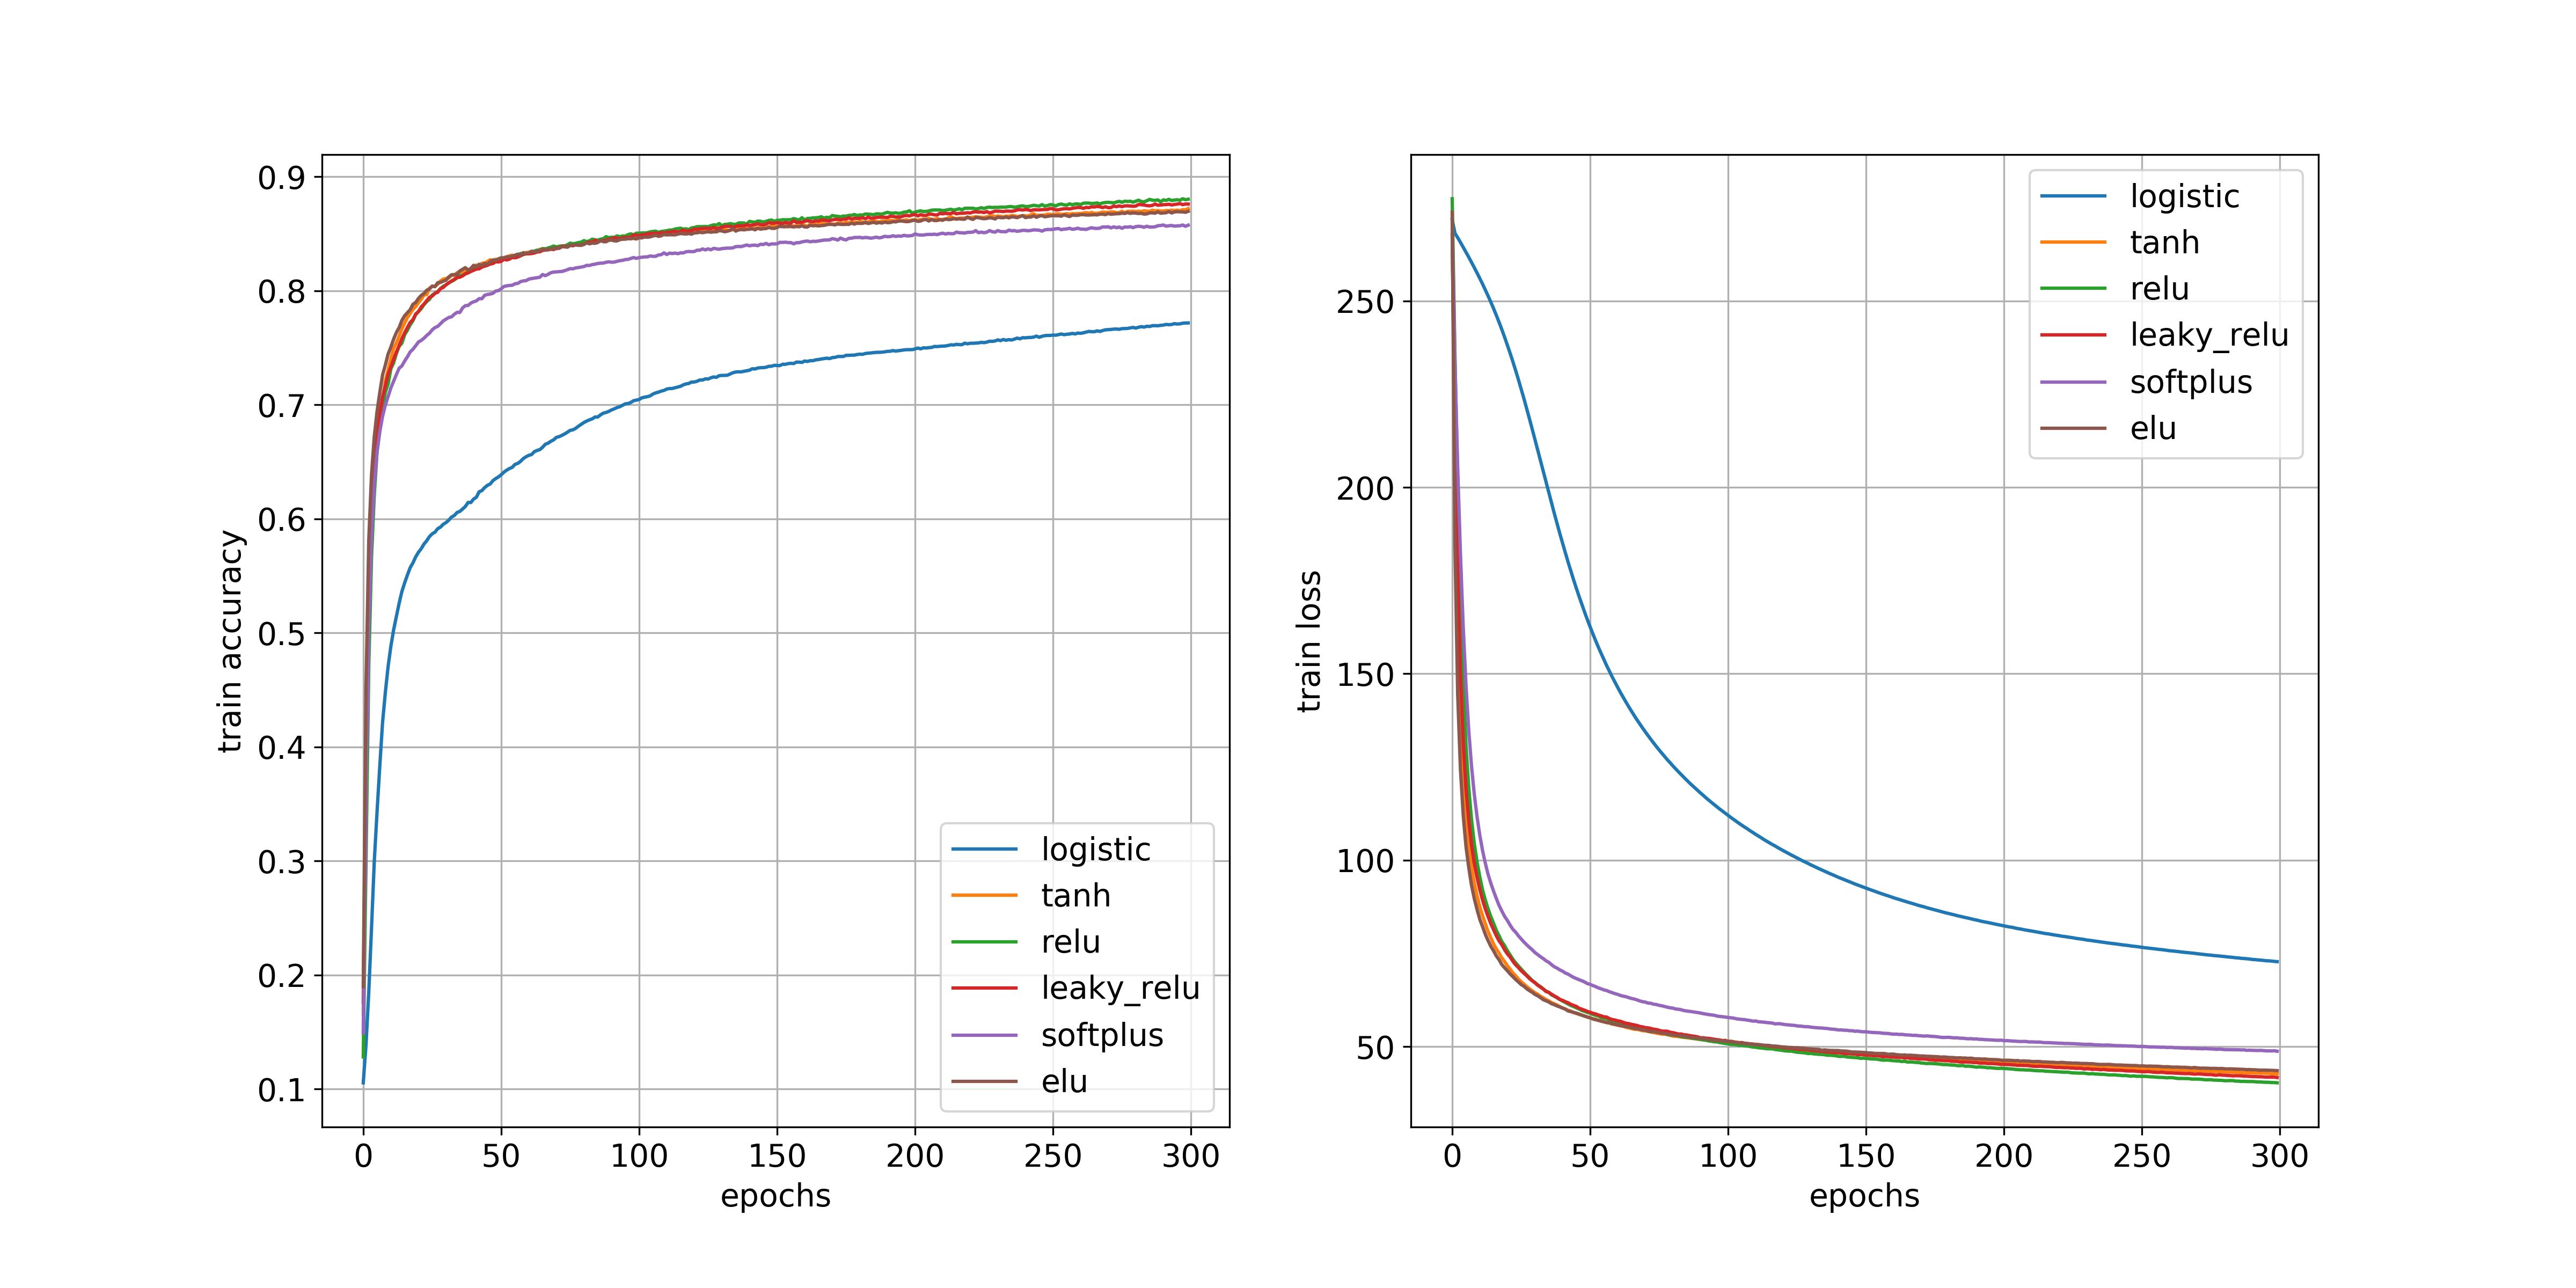 0.9
0.8
0.7
0.6
0.5
0.4
0.3
0.2
0.1
train accuracy
0 50 100 150 200 250 300
epochs
logistic
tanh
relu
leaky_relu
softplus
elu
250
200
150
100
50
train loss
0 50 100 150 200 250 300
epochs
logistic
tanh
relu
leaky_relu
softplus
elu